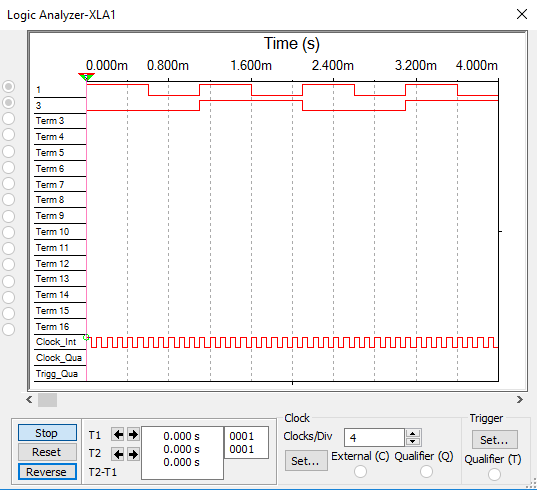 Logic Analyzer-XLA1
Time (s)
0.000m 0.800m 1.600m 2.400m 3.200m 4.000m
1
3
Term 3
Term 4
Term 5
Term 6
Term 7
Term 8
Term 9
Term 10
Term 11
Term 12
Term 13
Term 14
Term 15
Term 16
Clock_Int
Clock_Qua
Trigg_Qua
Stop
Reset
Reverse
T1 0.000 s 0001
T2 0.000 s 0001
T2-T1 0.000 s
Clock
Clocks/Div 4
Set... External (C) Qualifier (Q)
Trigger
Set...
Qualifier (T)